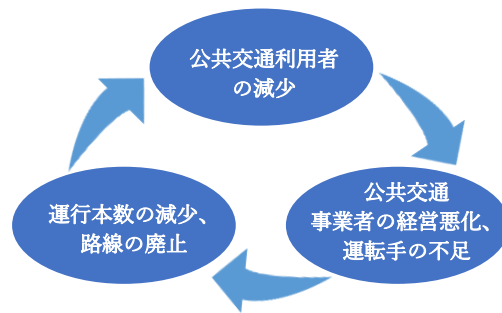 公共交通利用者
の減少
公共交通
事業者の経営悪化、
運転手の不足
運行本数の減少、
路線の廃止